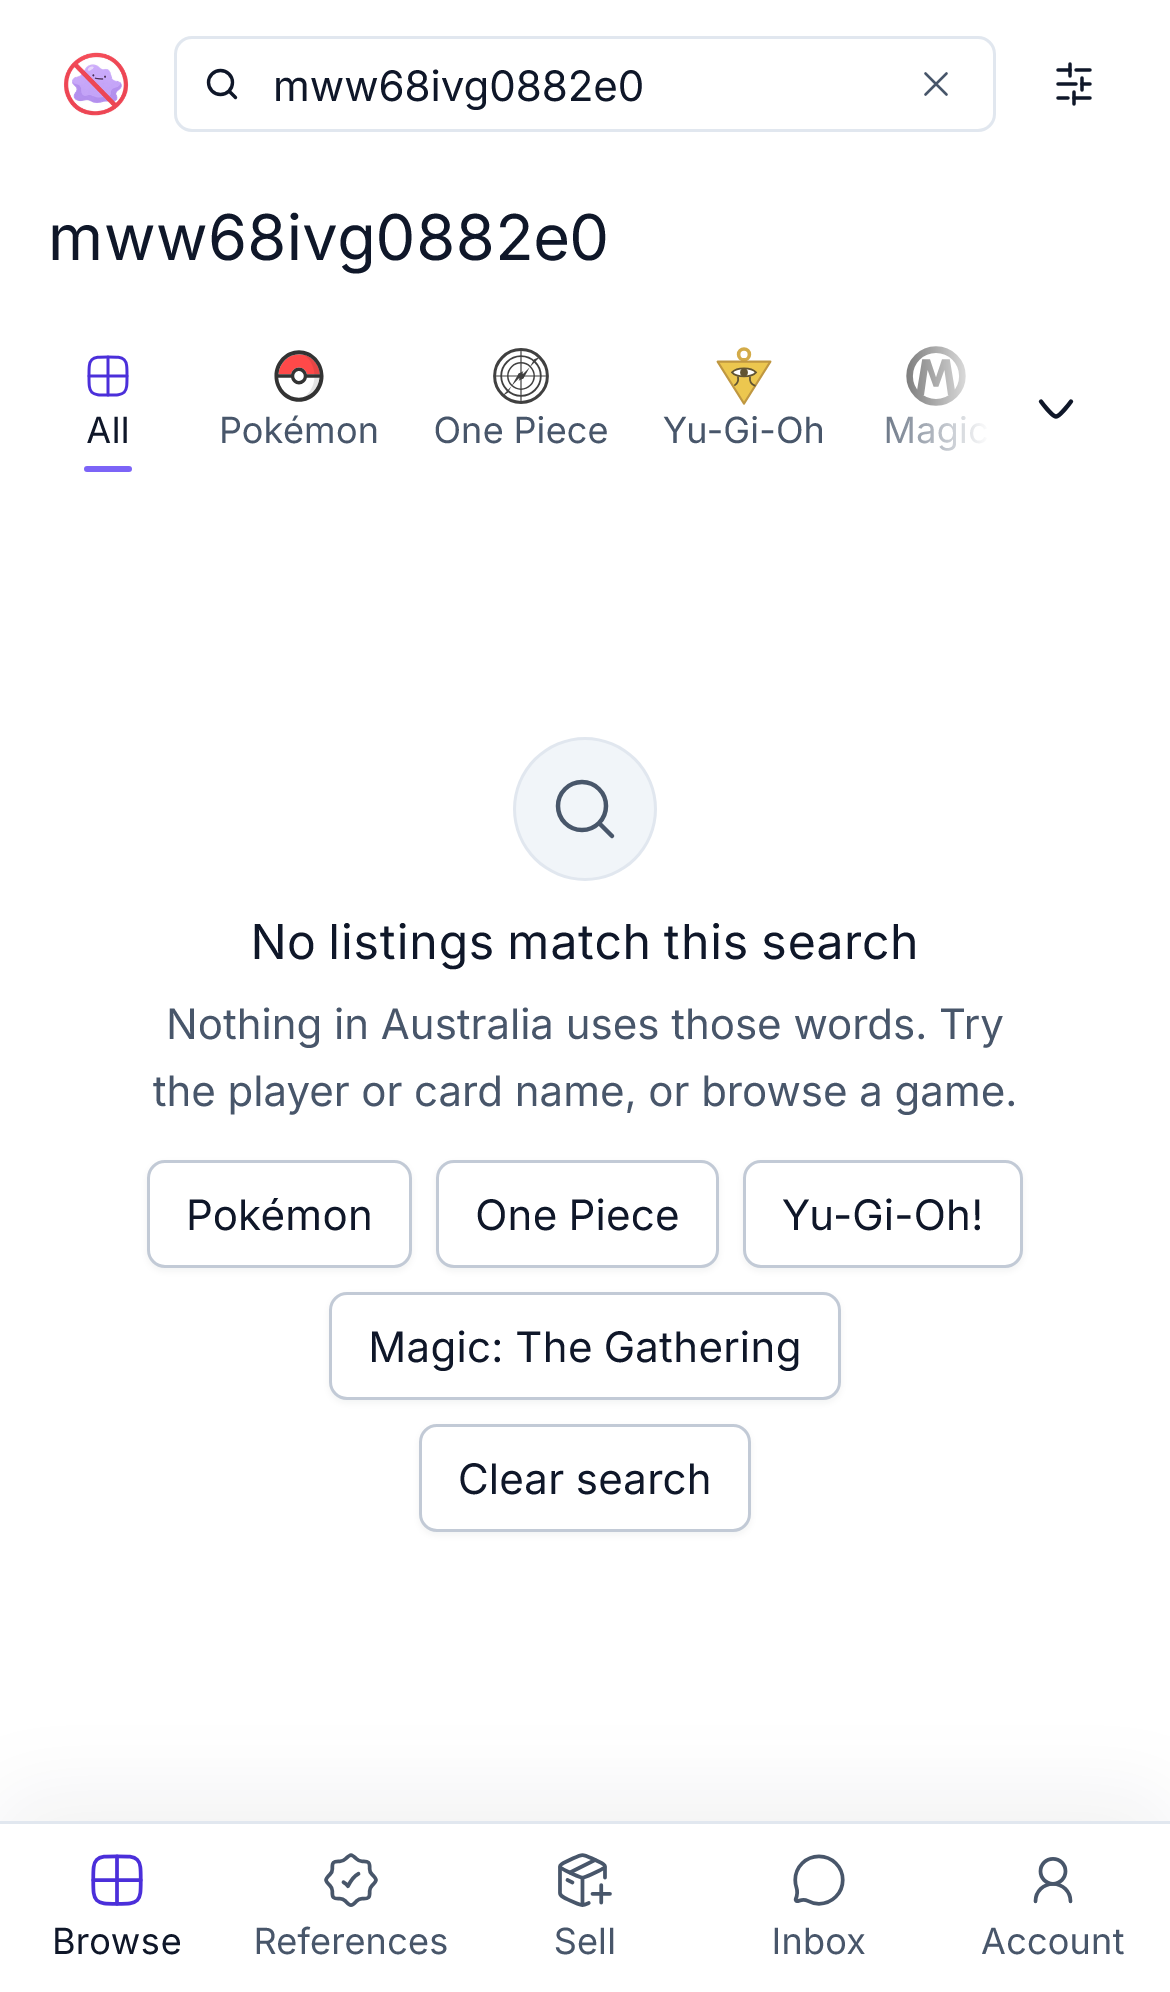 mww68ivg0882e0
mww68ivg0882e0
All
Pokémon
One Piece
Yu-Gi-Oh
Magic
No listings match this search
Nothing in Australia uses those words. Try
the player or card name, or browse a game.
Pokémon
One Piece
Yu-Gi-Oh!
Magic: The Gathering
Clear search
Browse
References
Sell
Inbox
Account